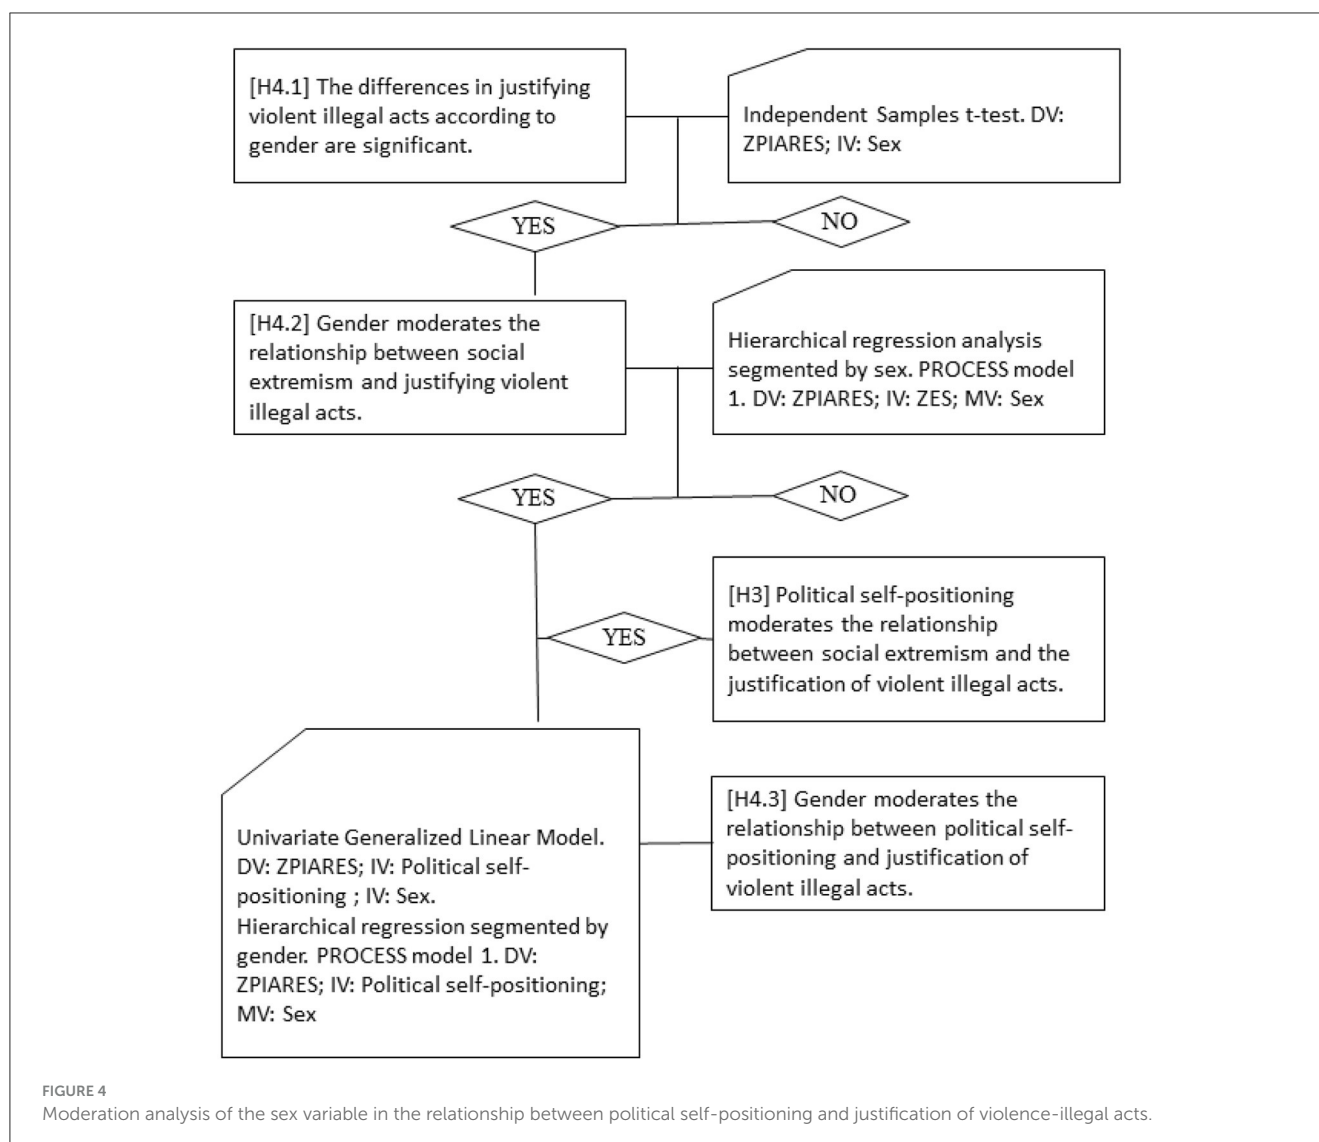 [H4.1] The differences in justifying
violent illegal acts according to
gender are significant.
Independent Samples t-test. DV:
ZPIARES; IV: Sex
YES
NO
[H4.2] Gender moderates the
relationship between social
extremism and justifying violent
illegal acts.
Hierarchical regression analysis
segmented by sex. PROCESS model
1. DV: ZPIARES; IV: ZES; MV: Sex
YES
NO
[H3] Political self-positioning
moderates the relationship
between social extremism and the
justification of violent illegal acts.
YES
Univariate Generalized Linear Model.
DV: ZPIARES; IV: Political self-
positioning ; IV: Sex.
Hierarchical regression segmented by
gender. PROCESS model 1. DV:
ZPIARES; IV: Political self-positioning;
MV: Sex
[H4.3] Gender moderates the
relationship between political self-
positioning and justification of
violent illegal acts.
FIGURE 4
Moderation analysis of the sex variable in the relationship between political self-positioning and justification of violence-illegal acts.